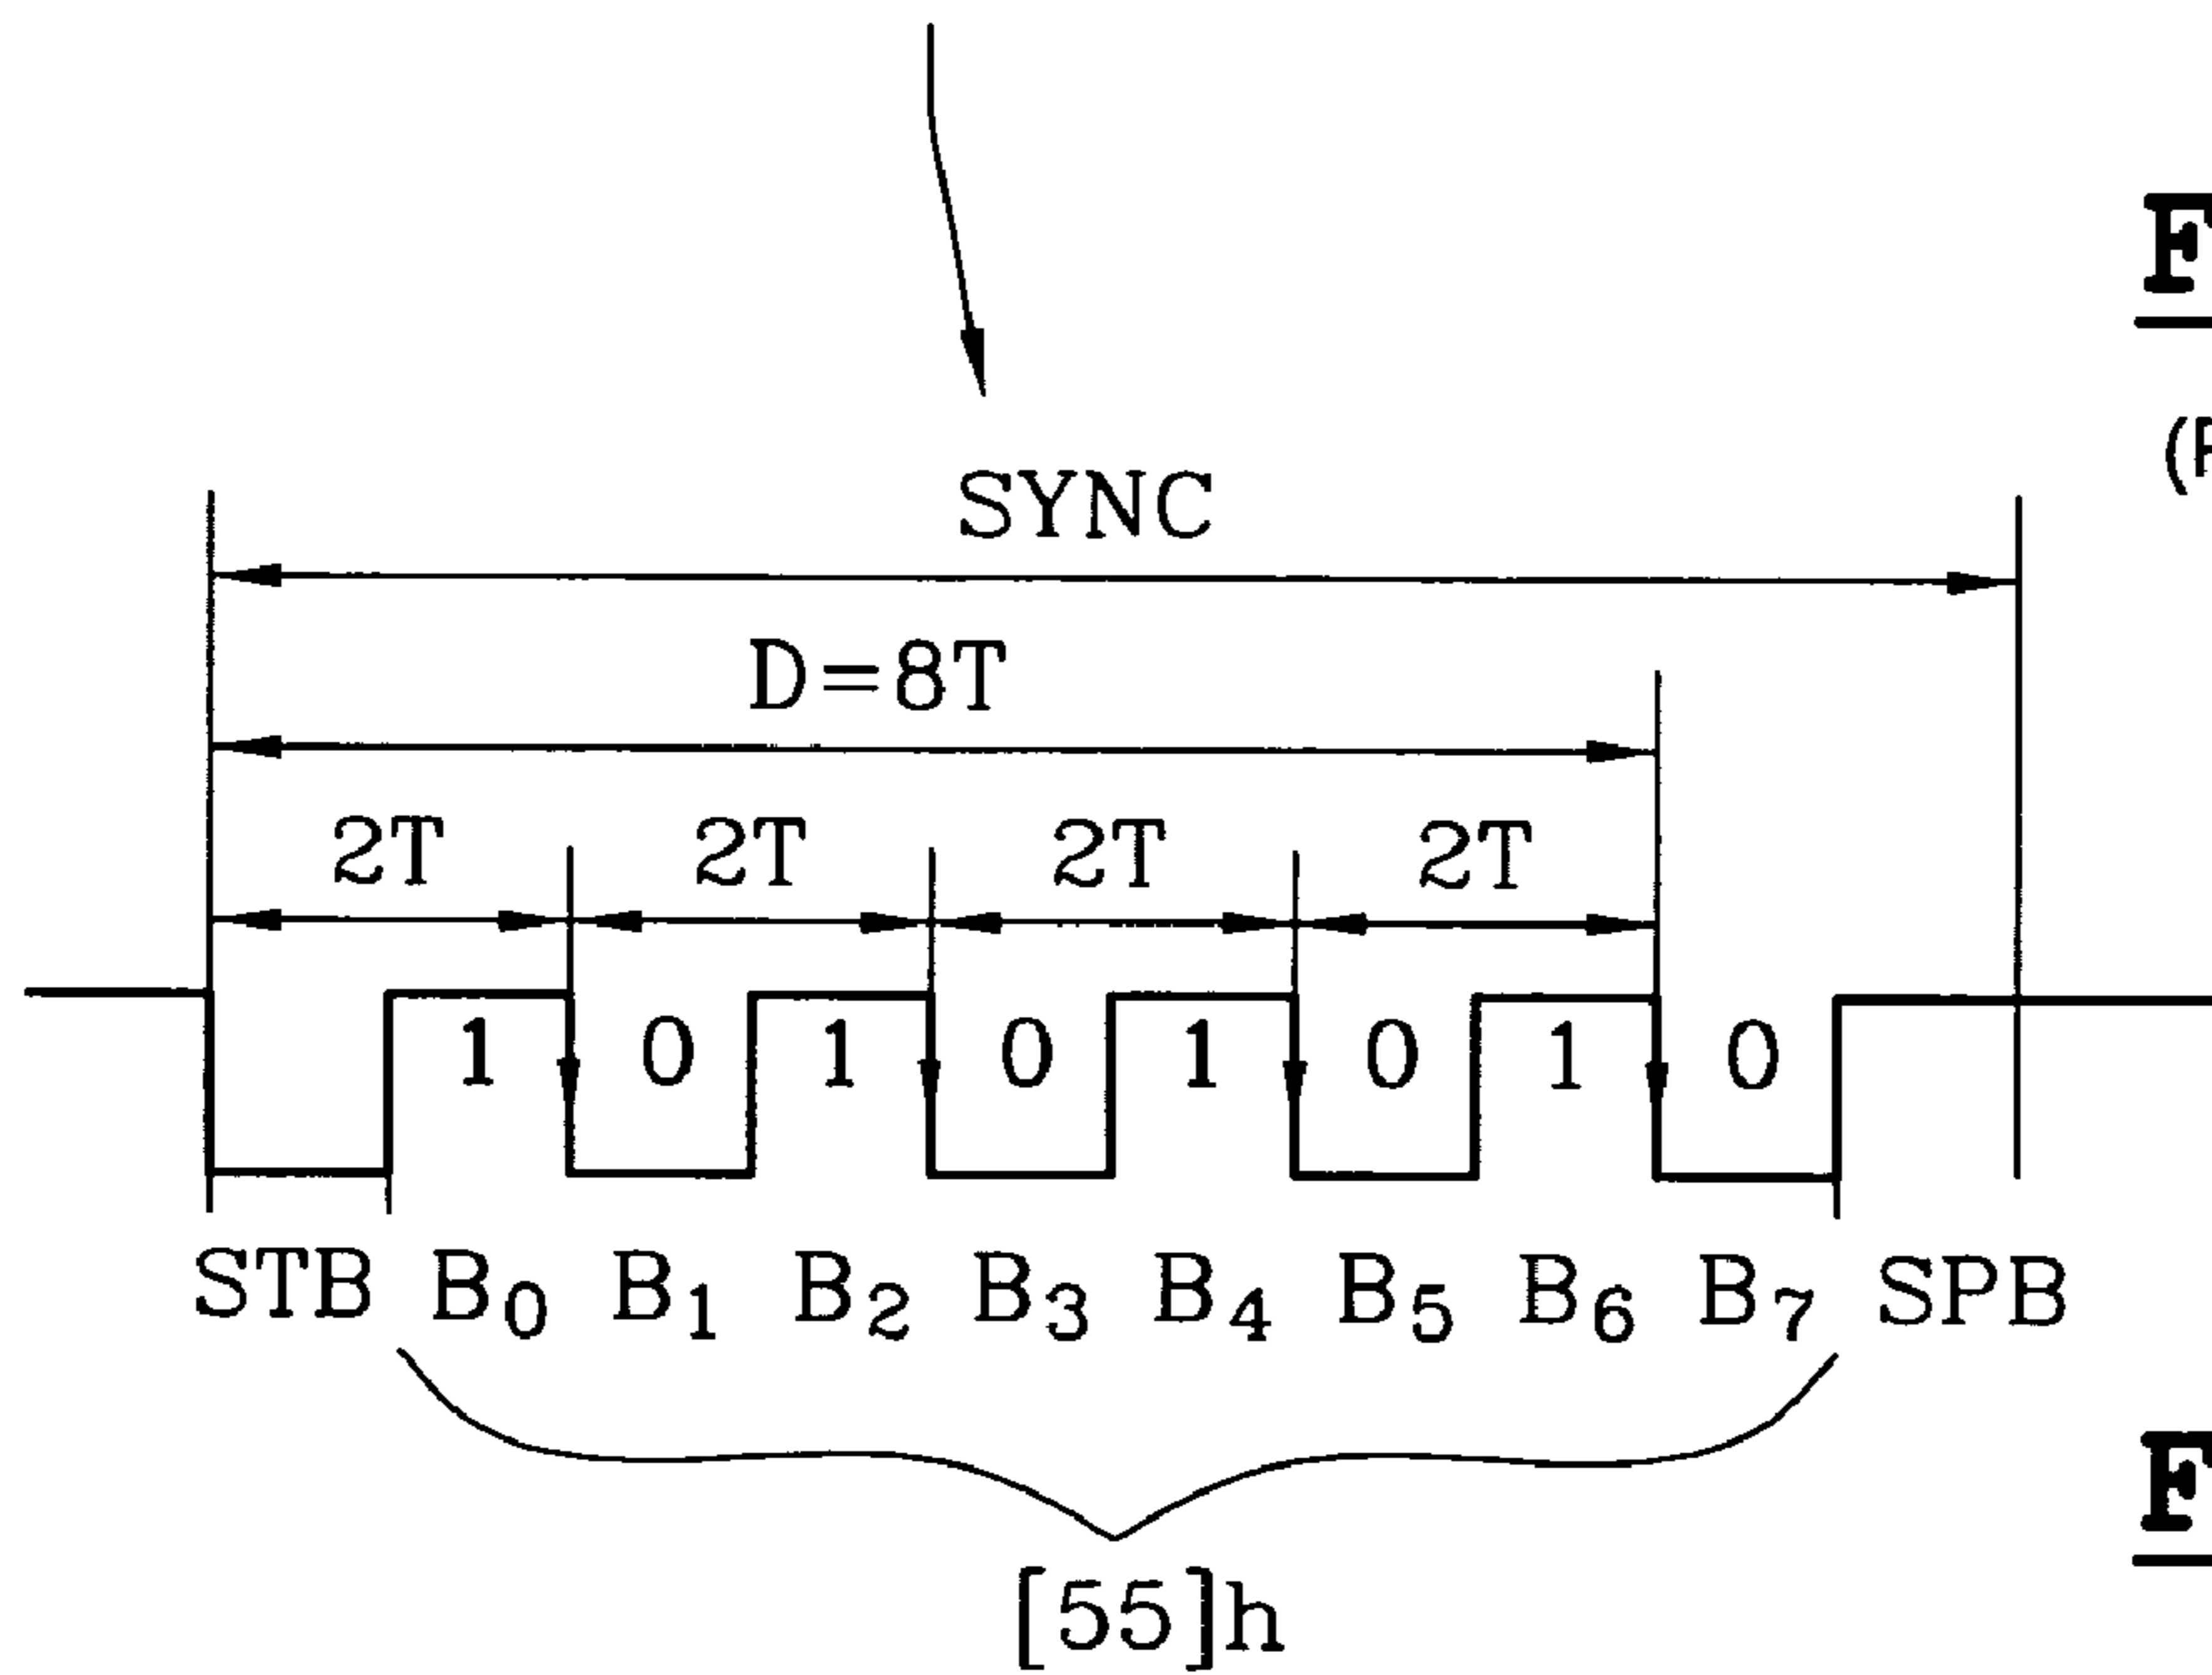 SYNC
D=8T
2T 2T 2T 2T
1 0 1 0 1 0 1 0
STB B0 B1 B2 B3 B4 B5 B6 B7 SPB
[55]h